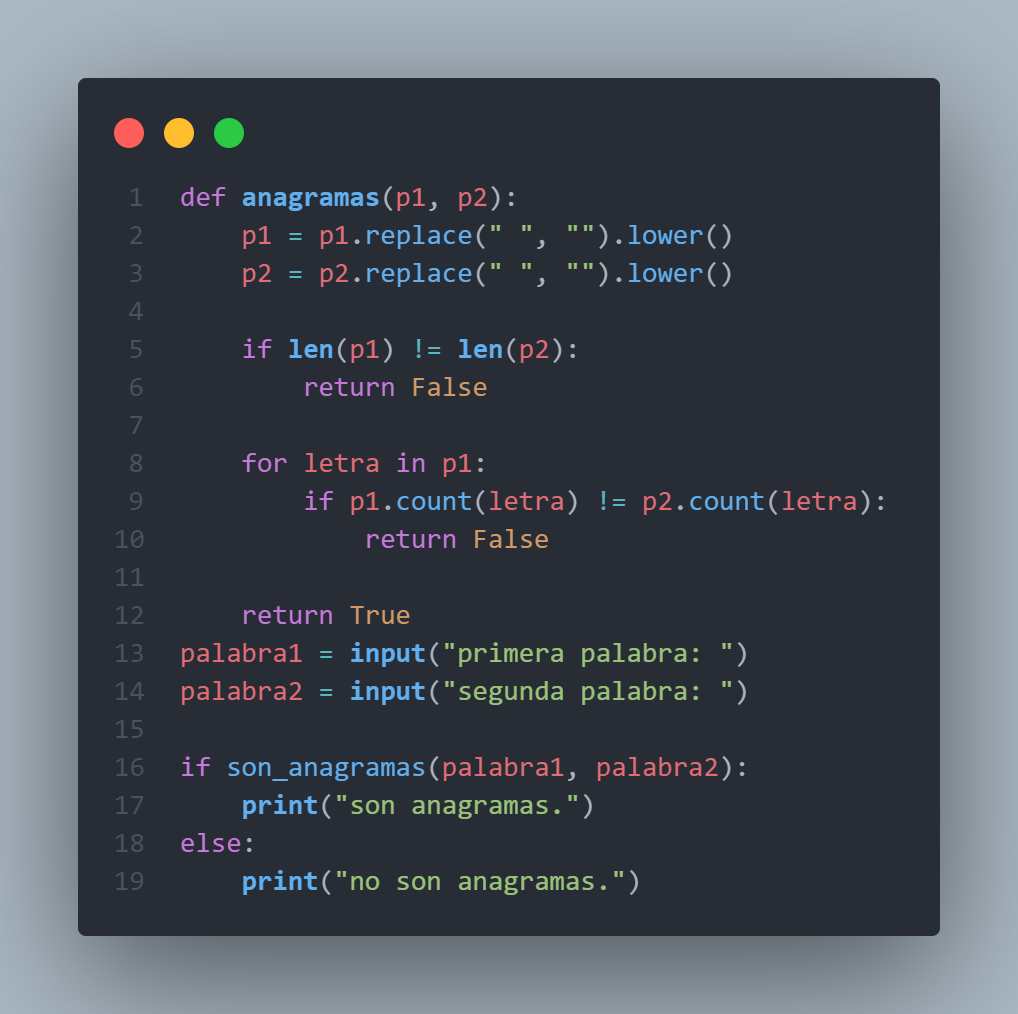 1 def anagramas(p1, p2):
2     p1 = p1.replace(" ", "").lower()
3     p2 = p2.replace(" ", "").lower()
4
5     if len(p1) != len(p2):
6         return False
7
8     for letra in p1:
9         if p1.count(letra) != p2.count(letra):
10             return False
11
12     return True
13 palabra1 = input("primera palabra: ")
14 palabra2 = input("segunda palabra: ")
15
16 if son_anagramas(palabra1, palabra2):
17     print("son anagramas.")
18 else:
19     print("no son anagramas.")